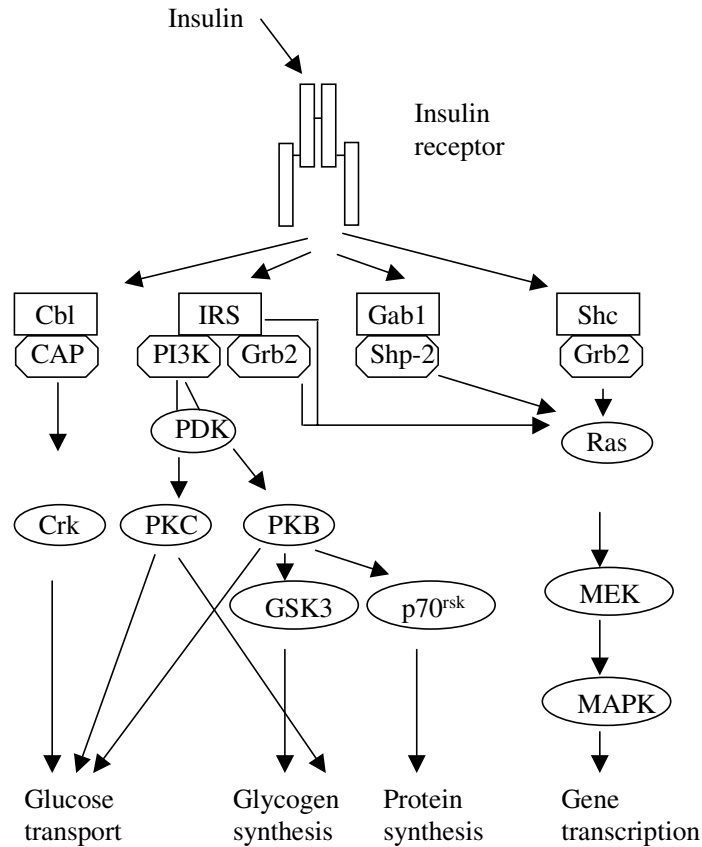 Insulin
Insulin
receptor
Cbl
IRS
Gab1
Shc
CAP
PI3K
Grb2
Shp-2
Grb2
PDK
Ras
Crk
PKC
PKB
GSK3
p70rsk
MEK
MAPK
Glucose
transport
Glycogen
synthesis
Protein
synthesis
Gene
transcription